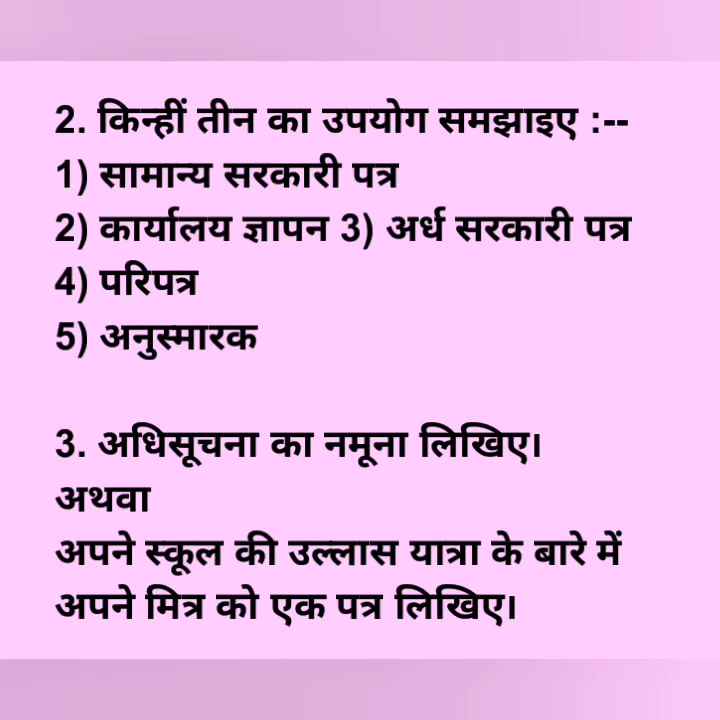 2. किन्हीं तीन का उपयोग समझाइए :--
1) सामान्य सरकारी पत्र
2) कार्यालय ज्ञापन 3) अर्ध सरकारी पत्र
4) परिपत्र
5) अनुस्मारक
3. अधिसूचना का नमूना लिखिए।
अथवा
अपने स्कूल की उल्लास यात्रा के बारे में
अपने मित्र को एक पत्र लिखिए।